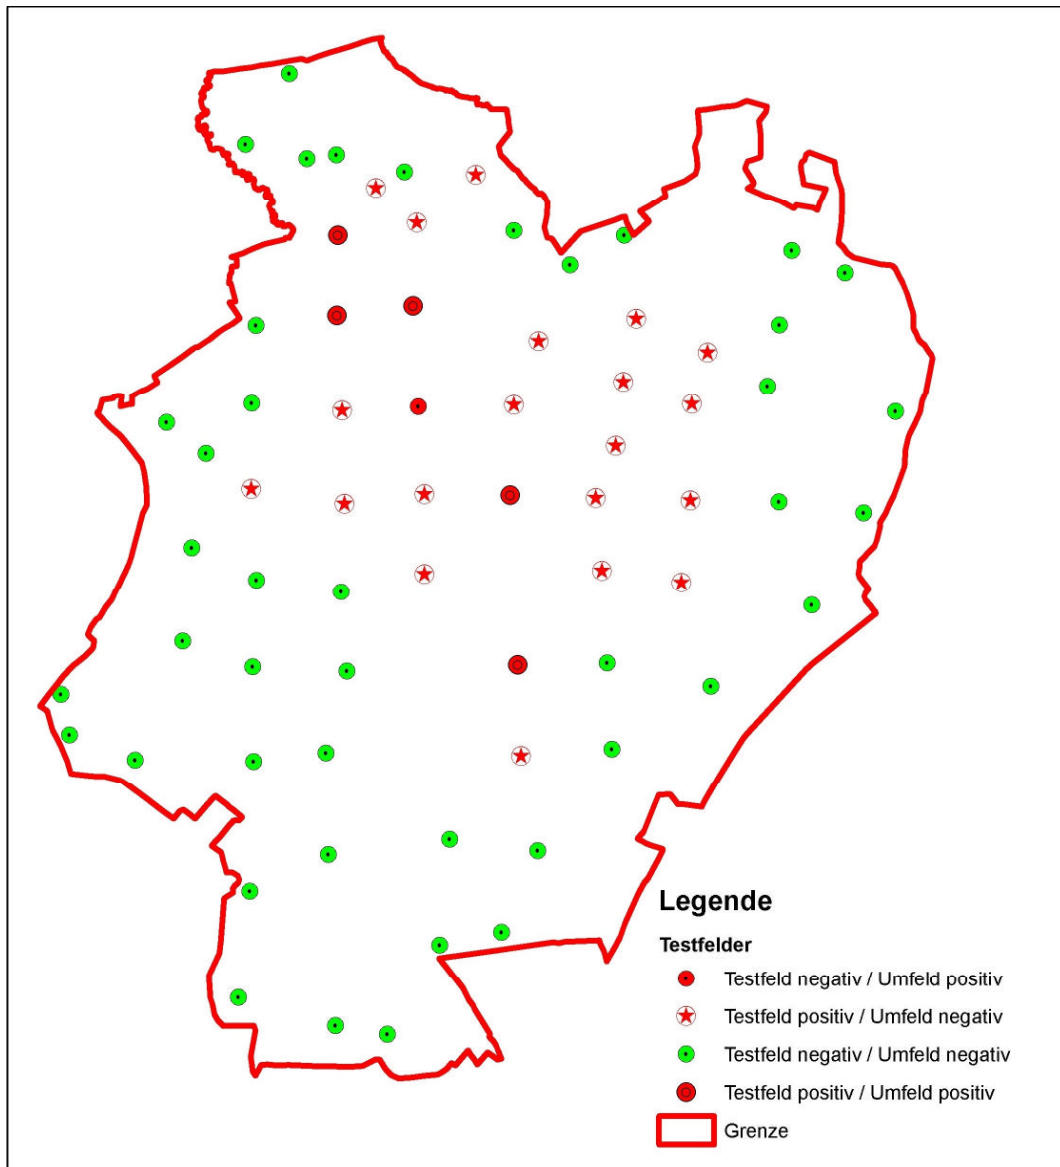 Legende
Testfelder
Testfeld negativ / Umfeld positiv
Testfeld positiv / Umfeld negativ
Testfeld negativ / Umfeld negativ
Testfeld positiv / Umfeld positiv
Grenze